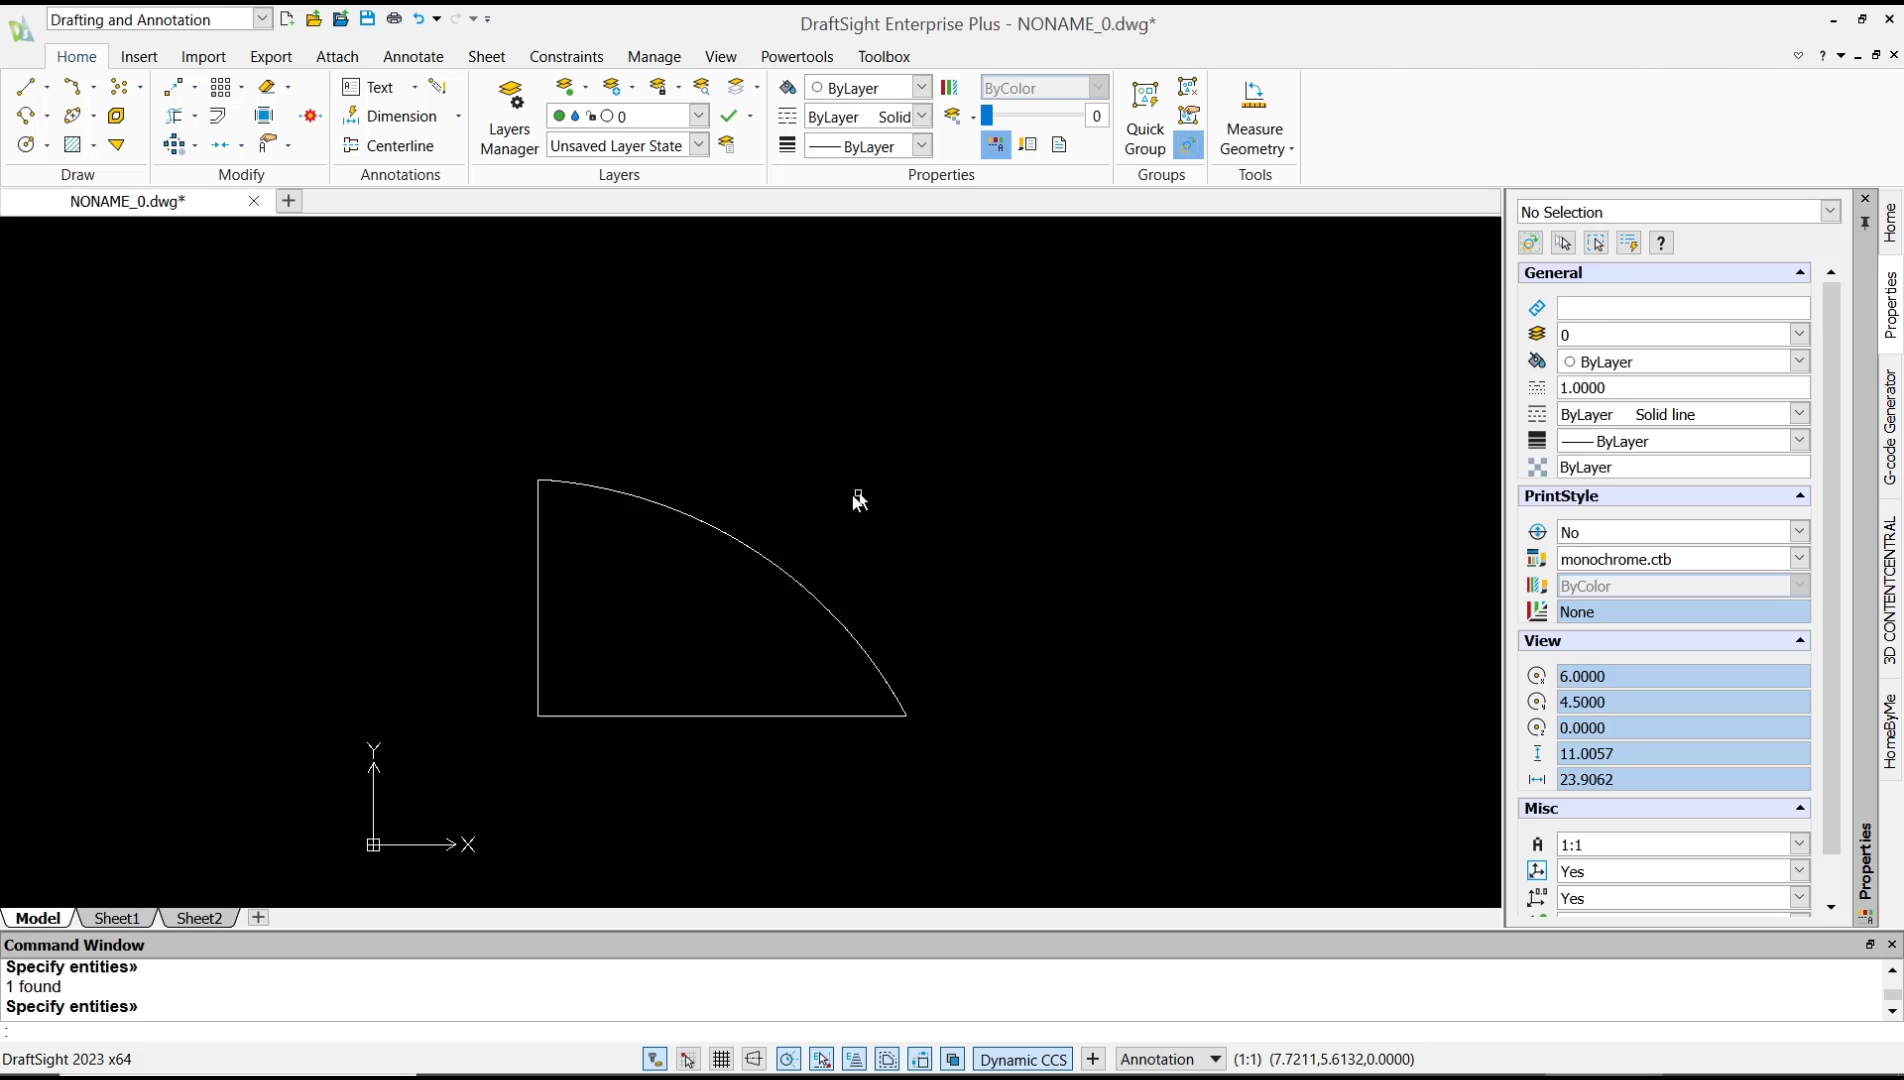 Drafting and Annotation
DraftSight Enterprise Plus - NONAME_0.dwg*
Home Insert Import Export Attach Annotate Sheet Constraints Manage View Powertools Toolbox
Text
Dimension
Centerline
Layers
Manager
0
Unsaved Layer State
ByLayer
ByLayer Solid
ByLayer
ByColor
0
Quick
Group
Measure
Geometry
Draw Modify Annotations Layers Properties Groups Tools
NONAME_0.dwg*
Y
X
No Selection
?
General
0
ByLayer
1.0000
ByLayer Solid line
ByLayer
ByLayer
PrintStyle
No
monochrome.ctb
ByColor
None
View
6.0000
4.5000
0.0000
11.0057
23.9062
Misc
1:1
Yes
Yes
Properties
Home
Properties
G-code Generator
3D CONTENTCENTRAL
HomeByMe
Model Sheet1 Sheet2
Command Window
Specify entities»
1 found
Specify entities»
:
DraftSight 2023 x64
Dynamic CCS
Annotation
(1:1) (7.7211,5.6132,0.0000)